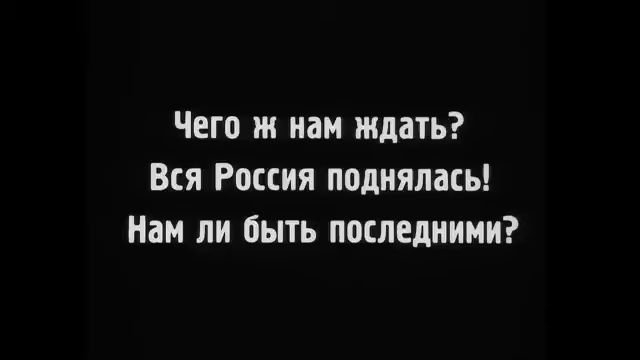 Чего ж нам ждать?
Вся Россия поднялась!
Нам ли быть последними?